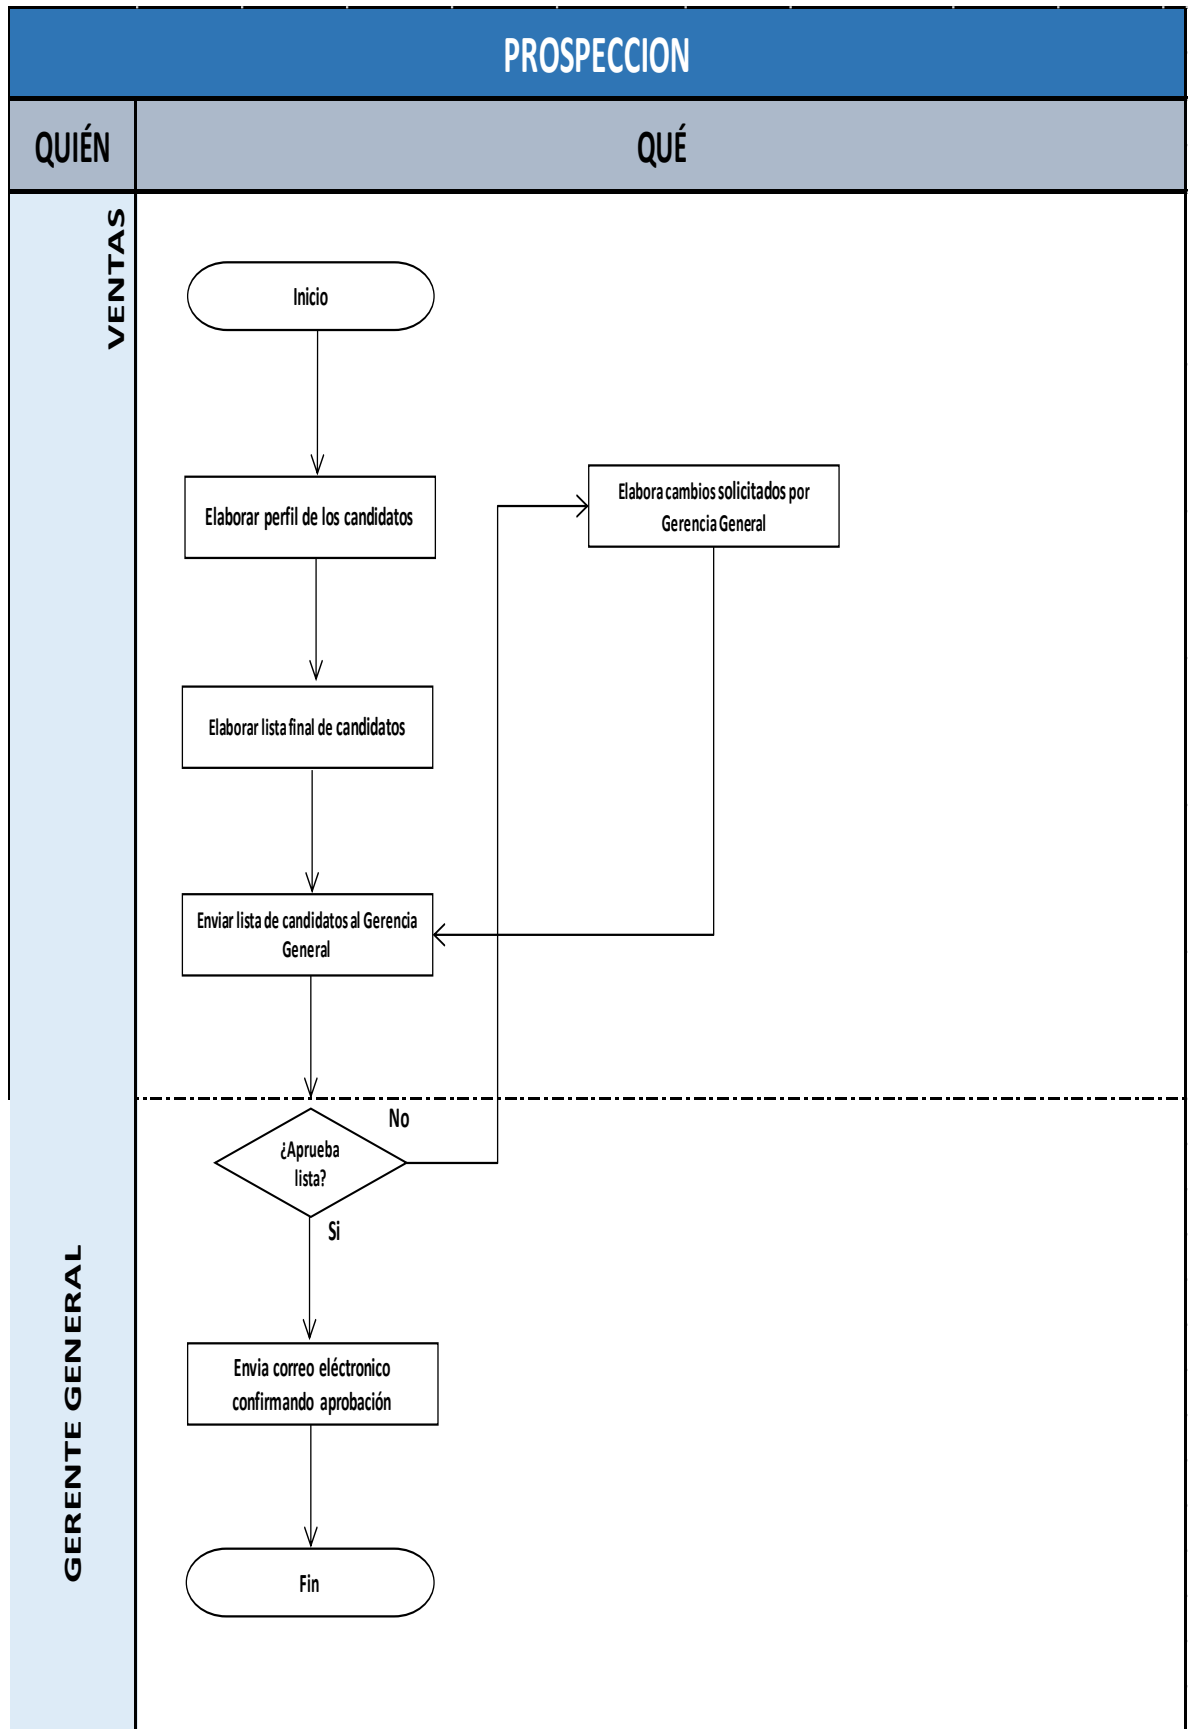 PROSPECCION
QUIÉN
QUÉ
VENTAS
Inicio
Elaborar perfil de los candidatos
Elabora cambios solicitados por
Gerencia General
Elaborar lista final de candidatos
Enviar lista de candidatos al Gerencia
General
No
¿Aprueba
lista?
Si
GERENTE GENERAL
Envia correo eléctronico
confirmando aprobación
Fin